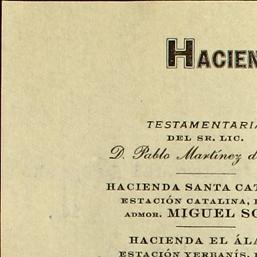 HACIEN
TESTAMENTARIA
DEL SR. LIC.
D. Pablo Martínez d
HACIENDA SANTA CAT
ESTACIÓN CATALINA,
ADMOR. MIGUEL SO
HACIENDA EL ÁLA
ESTACIÓN YERBANÍS,